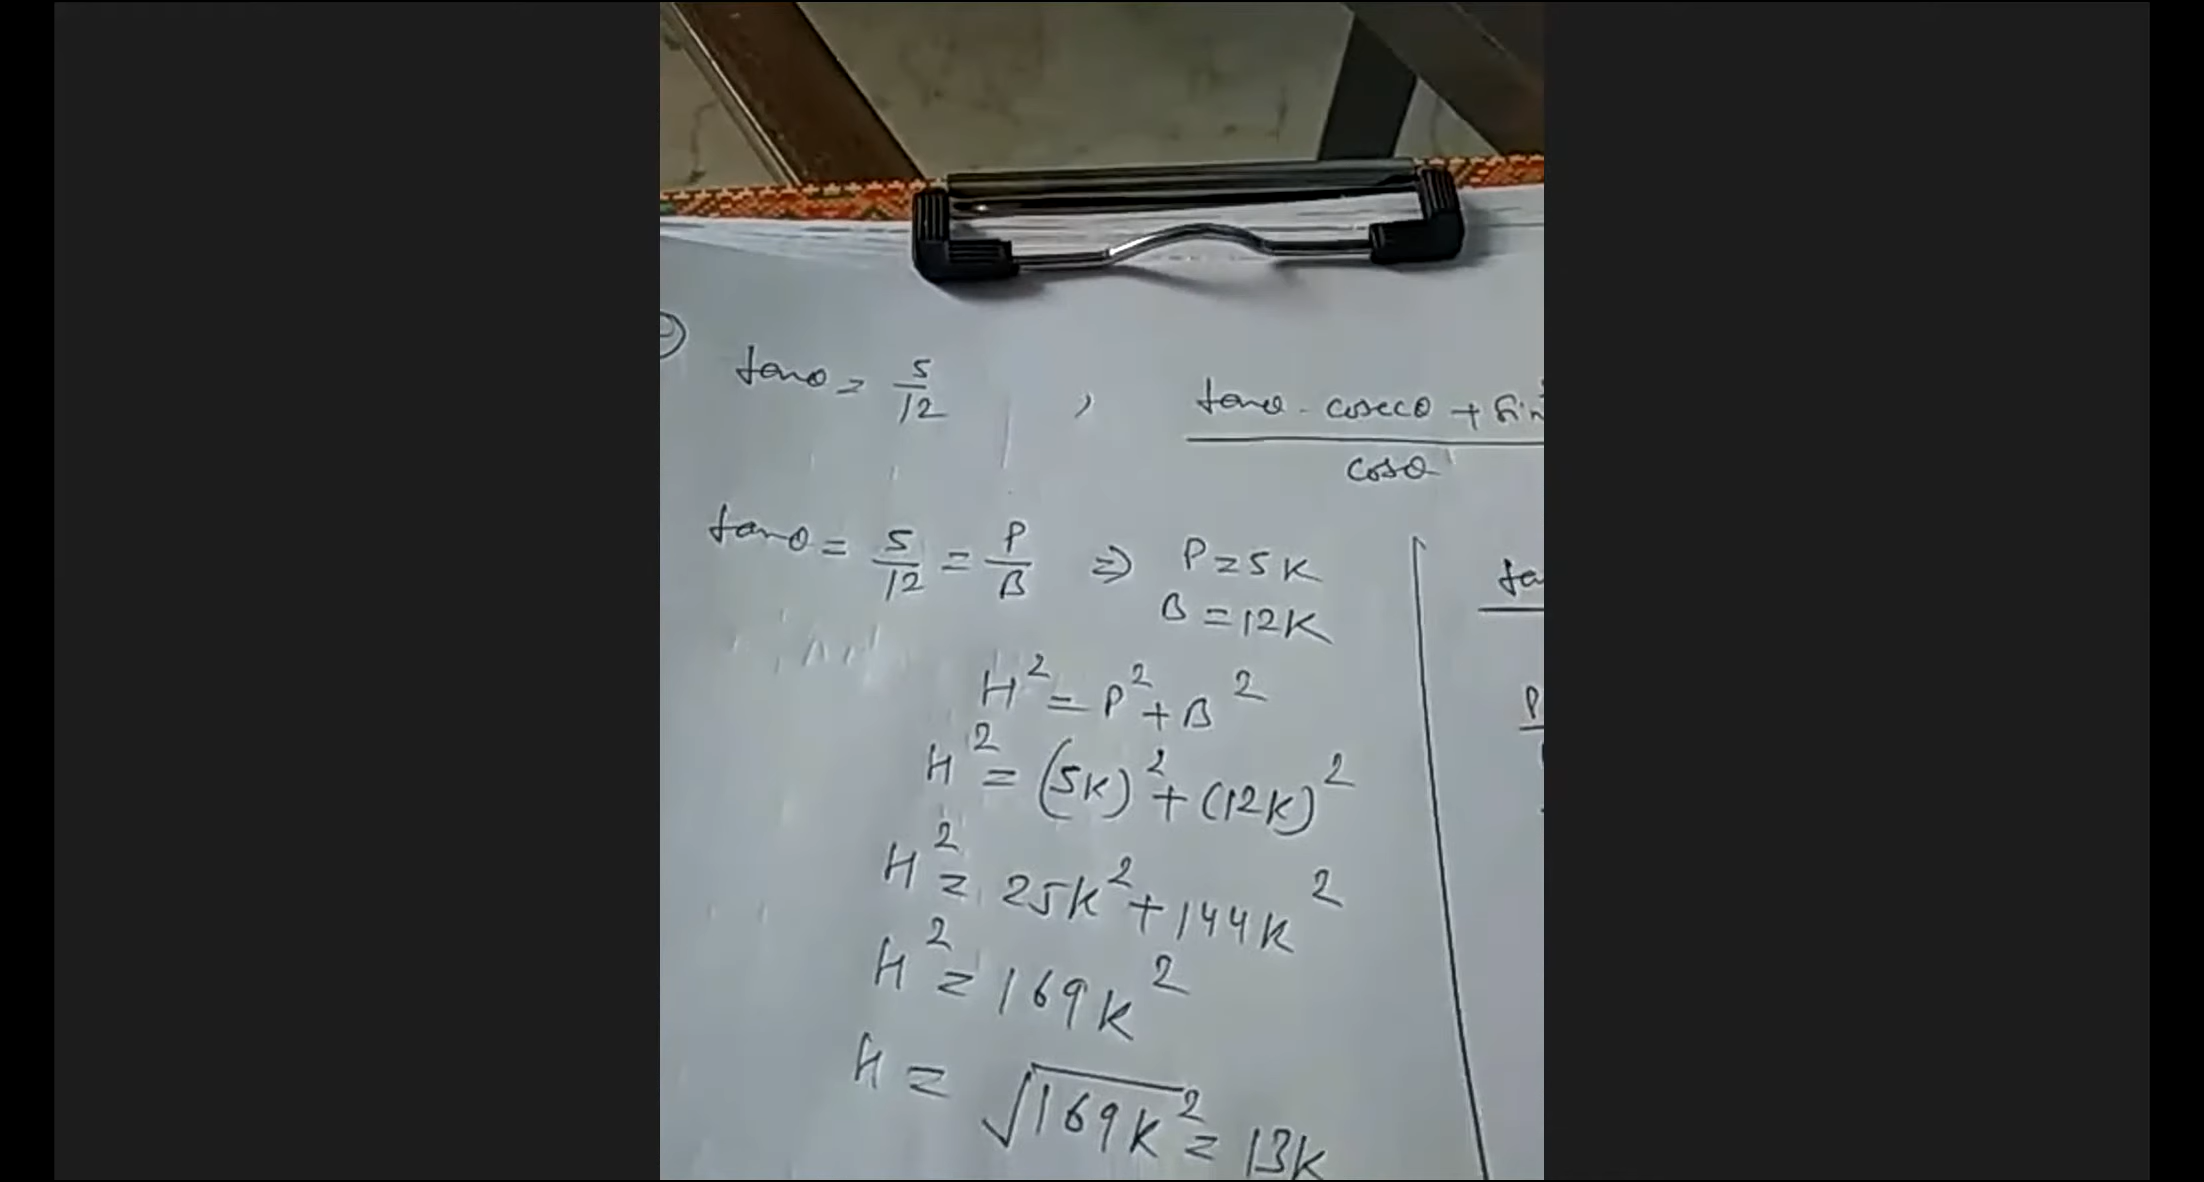 tanθ = 5/12 , tanθ · cosecθ + sin
cosθ
tanθ = 5/12 = P/B ⇒ P = 5K
B = 12K
H² = P² + B²
H² = (5K)² + (12K)²
H² = 25K² + 144K²
H² = 169K²
H = √169K² = 13K
ta
P